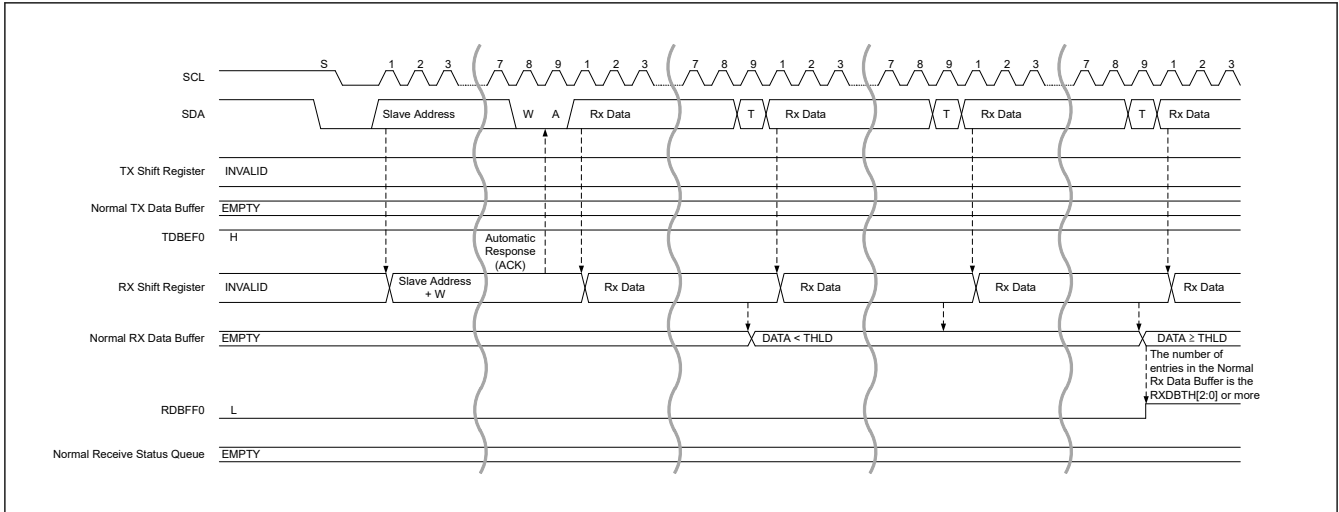 S 1 2 3 7 8 9 1 2 3 7 8 9 1 2 3 7 8 9 1 2 3 7 8 9 1 2 3
SCL
SDA Slave Address W A Rx Data T Rx Data T Rx Data T Rx Data
TX Shift Register INVALID
Normal TX Data Buffer EMPTY
TDBEF0 H
Automatic
Response
(ACK)
RX Shift Register INVALID Slave Address
+ W
Rx Data Rx Data Rx Data Rx Data
Normal RX Data Buffer EMPTY DATA < THLD DATA ≥ THLD
The number of
entries in the Normal
Rx Data Buffer is the
RXDBTH[2:0] or more
RDBFF0 L
Normal Receive Status Queue EMPTY